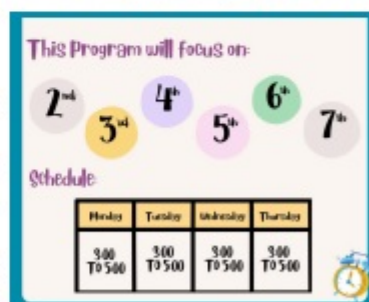 This Program will focus on:
2nd 3rd 4th 5th 6th 7th
Schedule:
Monday Tuesday Wednesday Thursday
3:00 3:00 3:00 3:00
TO 5:00 TO 5:00 TO 5:00 TO 5:00